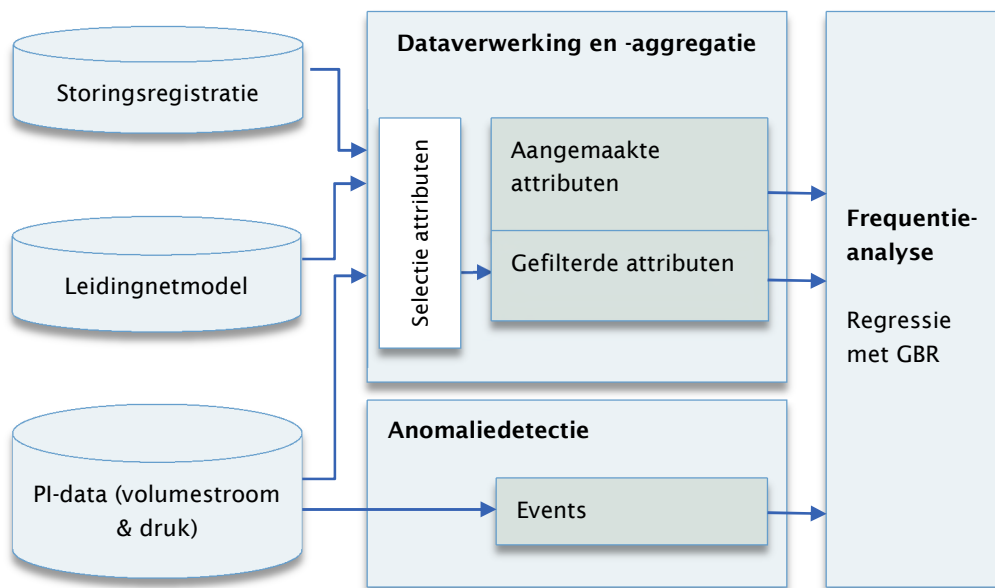 Storingsregistratie
Leidingnetmodel
PI-data (volumestroom
& druk)
Dataverwerking en -aggregatie
Selectie attributen
Aangemaakte
attributen
Gefilterde attributen
Anomaliedetectie
Events
Frequentie-
analyse
Regressie
met GBR